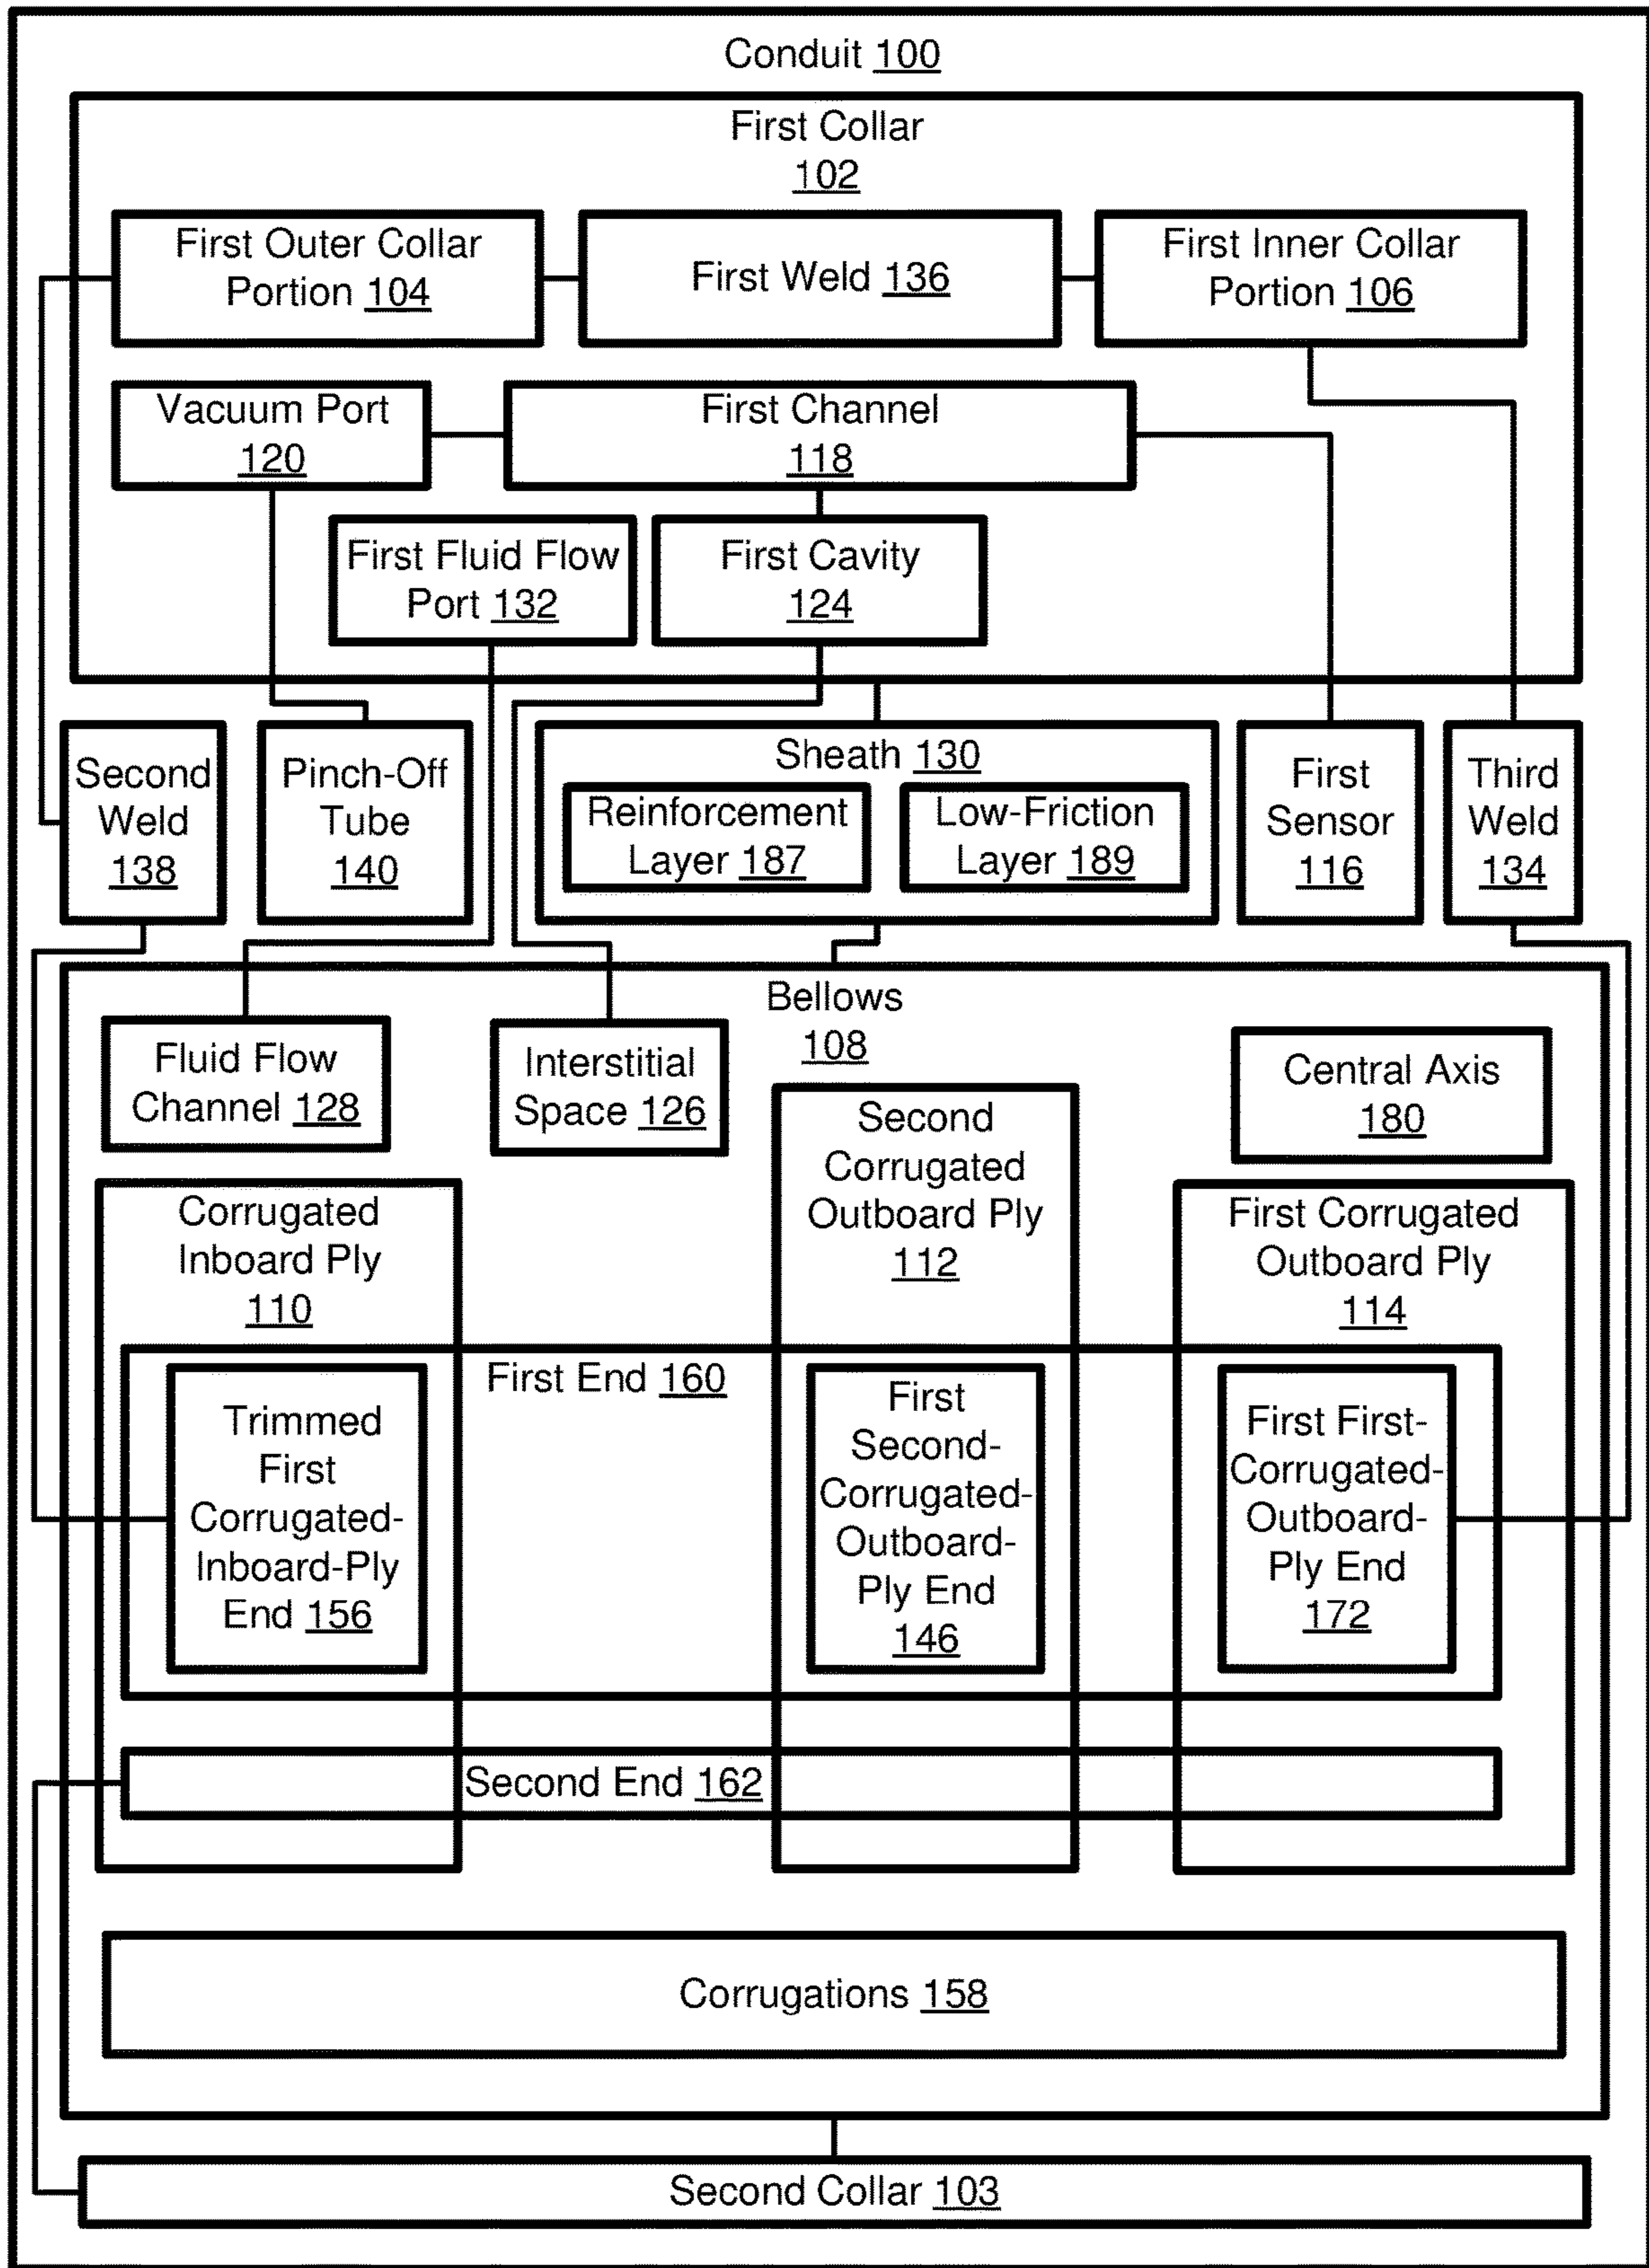 Conduit 100
First Collar
102
First Outer Collar
Portion 104
First Weld 136
First Inner Collar
Portion 106
Vacuum Port
120
First Channel
118
First Fluid Flow
Port 132
First Cavity
124
Second
Weld
138
Pinch-Off
Tube
140
Sheath 130
Reinforcement
Layer 187
Low-Friction
Layer 189
First
Sensor
116
Third
Weld
134
Bellows
108
Fluid Flow
Channel 128
Interstitial
Space 126
Central Axis
180
Corrugated
Inboard Ply
110
Second
Corrugated
Outboard Ply
112
First Corrugated
Outboard Ply
114
First End 160
Trimmed
First
Corrugated-
Inboard-Ply
End 156
First
Second-
Corrugated-
Outboard-
Ply End
146
First First-
Corrugated-
Outboard-
Ply End
172
Second End 162
Corrugations 158
Second Collar 103